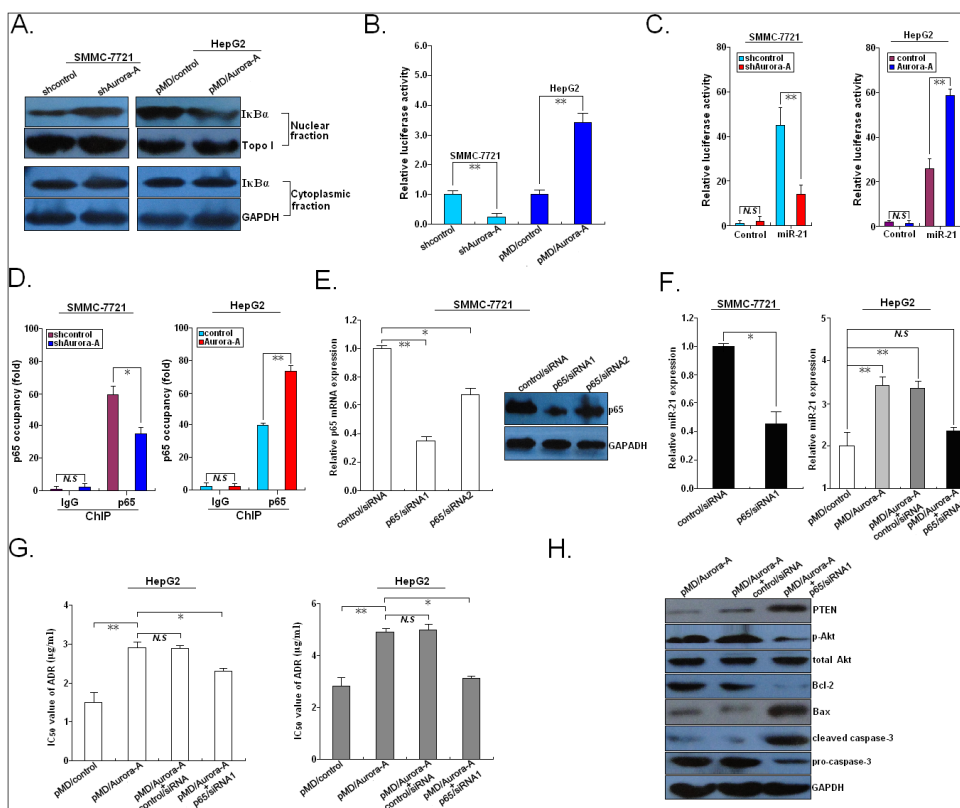 A.
SMMC-7721
HepG2
shcontrol
shAurora-A
pMD/control
pMD/Aurora-A
IκBα
Topo I
Nuclear
fraction
IκBα
GAPDH
Cytoplasmic
fraction
B.
Relative luciferase activity
6.0
5.0
4.0
3.0
2.0
1.0
0
SMMC-7721
**
HepG2
**
shcontrol
shAurora-A
pMD/control
pMD/Aurora-A
C.
SMMC-7721
shcontrol
shAurora-A
Relative luciferase activity
80
60
40
20
0
N.S
**
Control
miR-21
HepG2
control
Aurora-A
Relative luciferase activity
80
60
40
20
0
N.S
**
Control
miR-21
D.
SMMC-7721
shcontrol
shAurora-A
p65 occupancy (fold)
100
80
60
40
20
0
N.S
*
IgG
p65
ChIP
HepG2
control
Aurora-A
p65 occupancy (fold)
100
80
60
40
20
0
N.S
**
IgG
p65
ChIP
E.
SMMC-7721
Relative p65 mRNA expression
1.0
0.8
0.6
0.4
0.2
0
*
**
control/siRNA
p65/siRNA1
p65/siRNA2
control/siRNA
p65/siRNA1
p65/siRNA2
p65
GAPADH
F.
SMMC-7721
Relative miR-21 expression
1.0
0.8
0.6
0.4
0.2
0
*
control/siRNA
p65/siRNA1
HepG2
Relative miR-21 expression
5
4
3
2
1
N.S
**
**
pMD/control
pMD/Aurora-A
pMD/Aurora-A
+
control/siRNA
pMD/Aurora-A
+
p65/siRNA1
G.
HepG2
IC50 value of ADR (μg/ml)
4
3
2
1
0
**
N.S
*
pMD/control
pMD/Aurora-A
pMD/Aurora-A
+
control/siRNA
pMD/Aurora-A
+
p65/siRNA1
HepG2
IC50 value of ADR (μg/ml)
6
5
4
3
2
1
0
**
N.S
*
pMD/control
pMD/Aurora-A
pMD/Aurora-A
+
control/siRNA
pMD/Aurora-A
+
p65/siRNA1
H.
pMD/Aurora-A
pMD/Aurora-A
+
control/siRNA
pMD/Aurora-A
+
p65/siRNA1
PTEN
p-Akt
total Akt
Bcl-2
Bax
cleaved caspase-3
pro-caspase-3
GAPDH